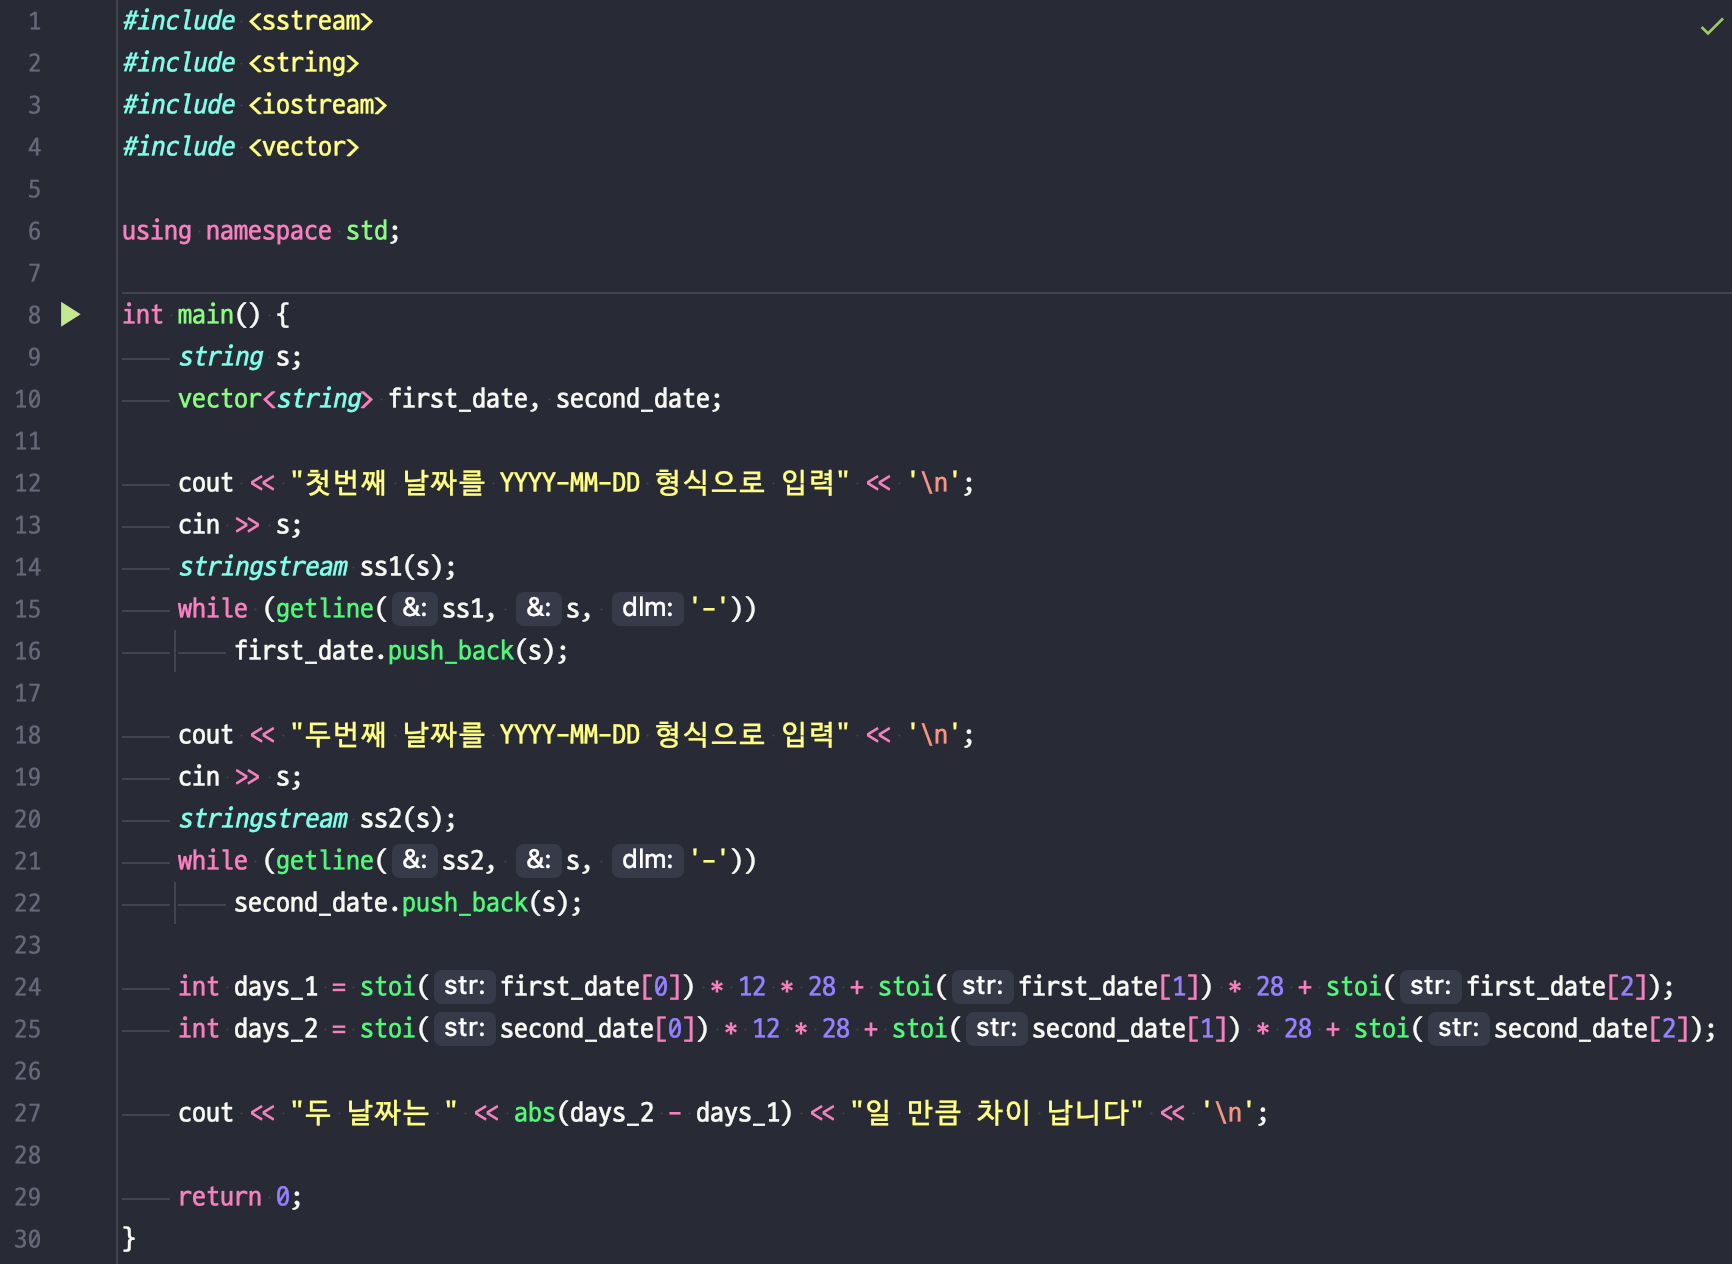 1 #include <sstream>
2 #include <string>
3 #include <iostream>
4 #include <vector>
5
6 using namespace std;
7
8 int main() {
9 string s;
10 vector<string> first_date, second_date;
11
12 cout << "첫번째 날짜를 YYYY-MM-DD 형식으로 입력" << '\n';
13 cin >> s;
14 stringstream ss1(s);
15 while (getline( &: ss1, &: s, dlm: '-'))
16 first_date.push_back(s);
17
18 cout << "두번째 날짜를 YYYY-MM-DD 형식으로 입력" << '\n';
19 cin >> s;
20 stringstream ss2(s);
21 while (getline( &: ss2, &: s, dlm: '-'))
22 second_date.push_back(s);
23
24 int days_1 = stoi( str: first_date[0]) * 12 * 28 + stoi( str: first_date[1]) * 28 + stoi( str: first_date[2]);
25 int days_2 = stoi( str: second_date[0]) * 12 * 28 + stoi( str: second_date[1]) * 28 + stoi( str: second_date[2]);
26
27 cout << "두 날짜는 " << abs(days_2 - days_1) << "일 만큼 차이 납니다" << '\n';
28
29 return 0;
30 }